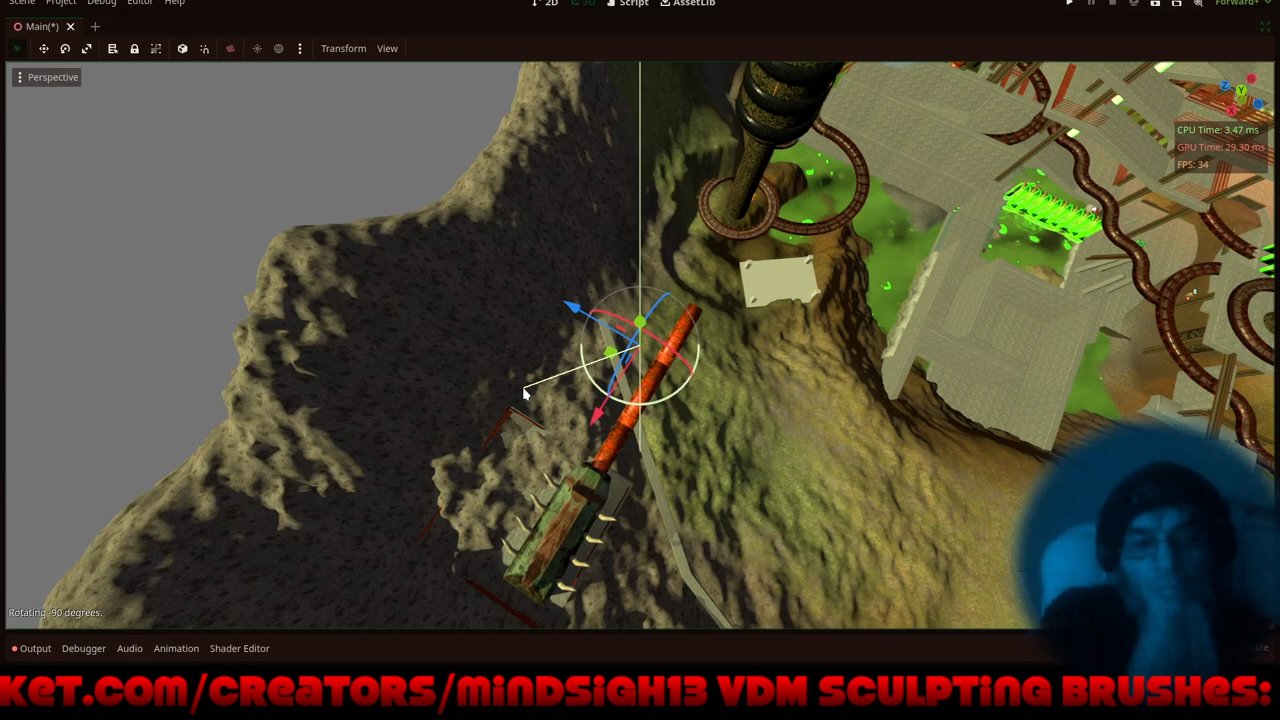 Scene Project Debug Editor Help 2D 3D Script AssetLib Forward+
Main(*)
Transform View
Perspective
CPU Time: 3.47 ms
GPU Time: 29.30 ms
FPS: 34
Z Y X
Rotating -90 degrees.
Output Debugger Audio Animation Shader Editor
KET.COM/CREATORS/MINDSIGH13 VDM SCULPTING BRUSHES: